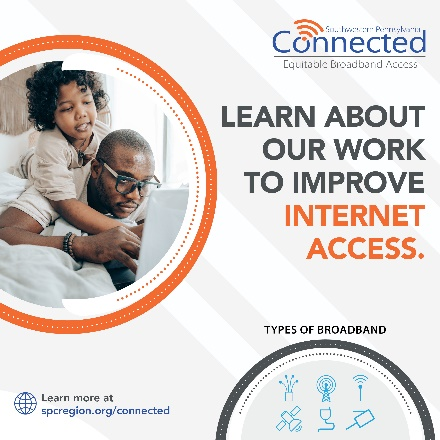 Southwestern Pennsylvania
Connected
Equitable Broadband Access
LEARN ABOUT
OUR WORK
TO IMPROVE
INTERNET
ACCESS.
TYPES OF BROADBAND
Learn more at
spcregion.org/connected